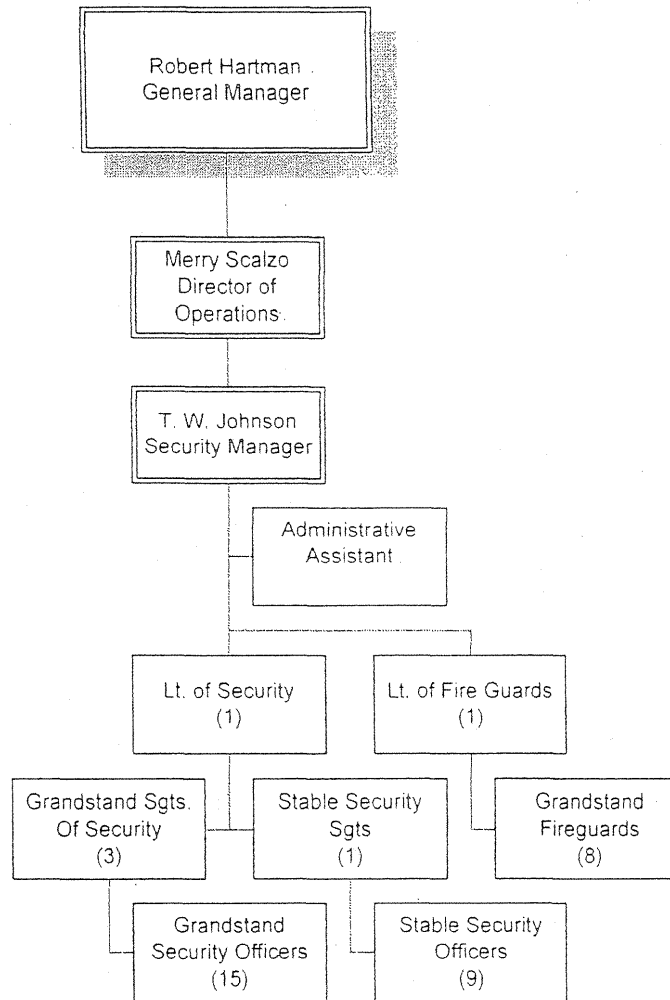 Robert Hartman
General Manager
Merry Scalzo
Director of
Operations
T. W. Johnson
Security Manager
Administrative
Assistant
Lt. of Security
(1)
Lt. of Fire Guards
(1)
Grandstand Sgts.
Of Security
(3)
Stable Security
Sgts
(1)
Grandstand
Fireguards
(8)
Grandstand
Security Officers
(15)
Stable Security
Officers
(9)